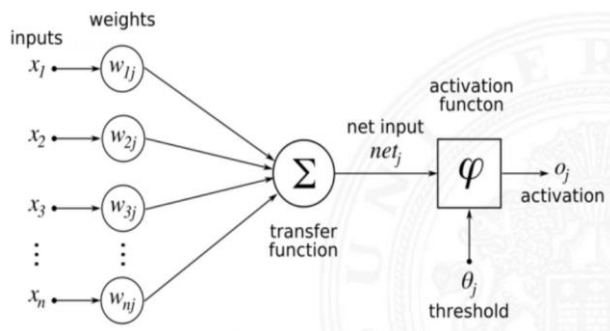 inputs
weights
x₁
w₁ⱼ
x₂
w₂ⱼ
x₃
w₃ⱼ
⋮
⋮
xₙ
wₙⱼ
Σ
transfer
function
net input
netⱼ
activation
functon
φ
oⱼ
activation
θⱼ
threshold